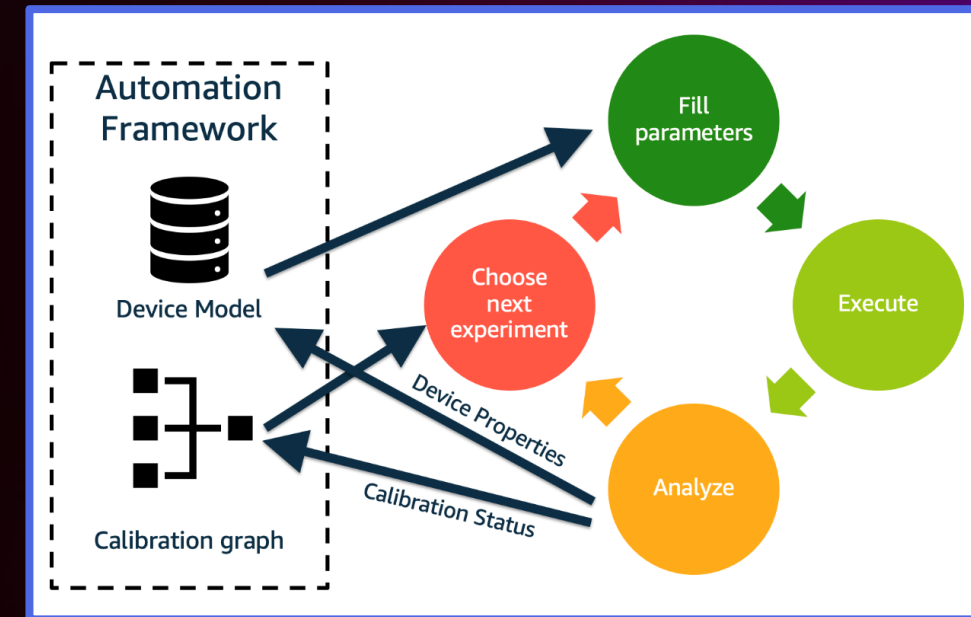 Automation
Framework
Device Model
Calibration graph
Fill
parameters
Choose
next
experiment
Execute
Analyze
Device Properties
Calibration Status